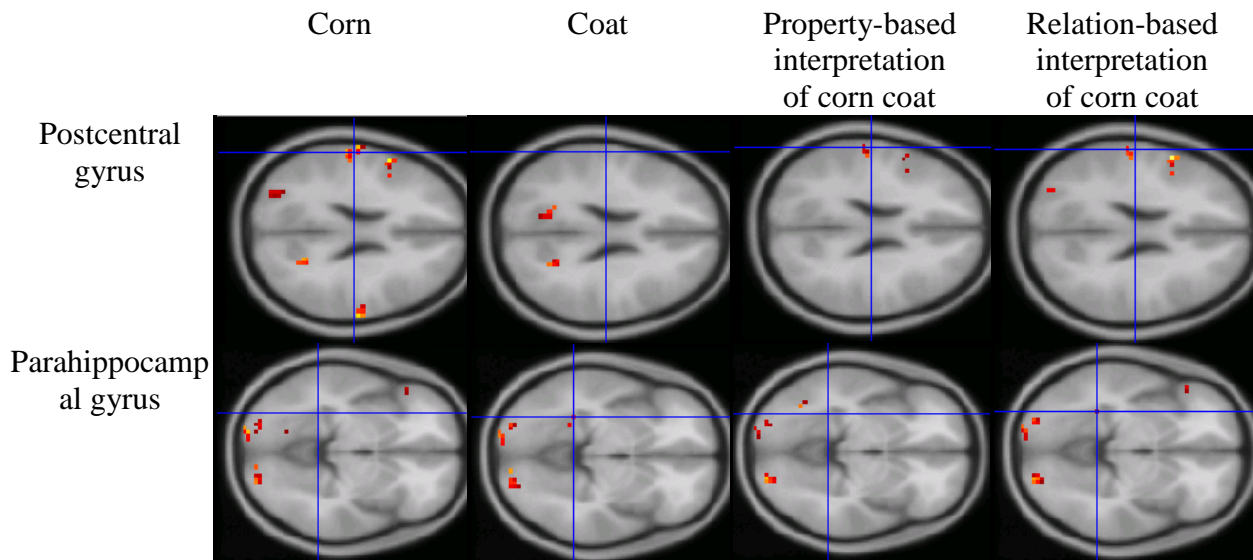 Corn
Coat
Property-based
interpretation
of corn coat
Relation-based
interpretation
of corn coat
Postcentral
gyrus
Parahippocamp
al gyrus